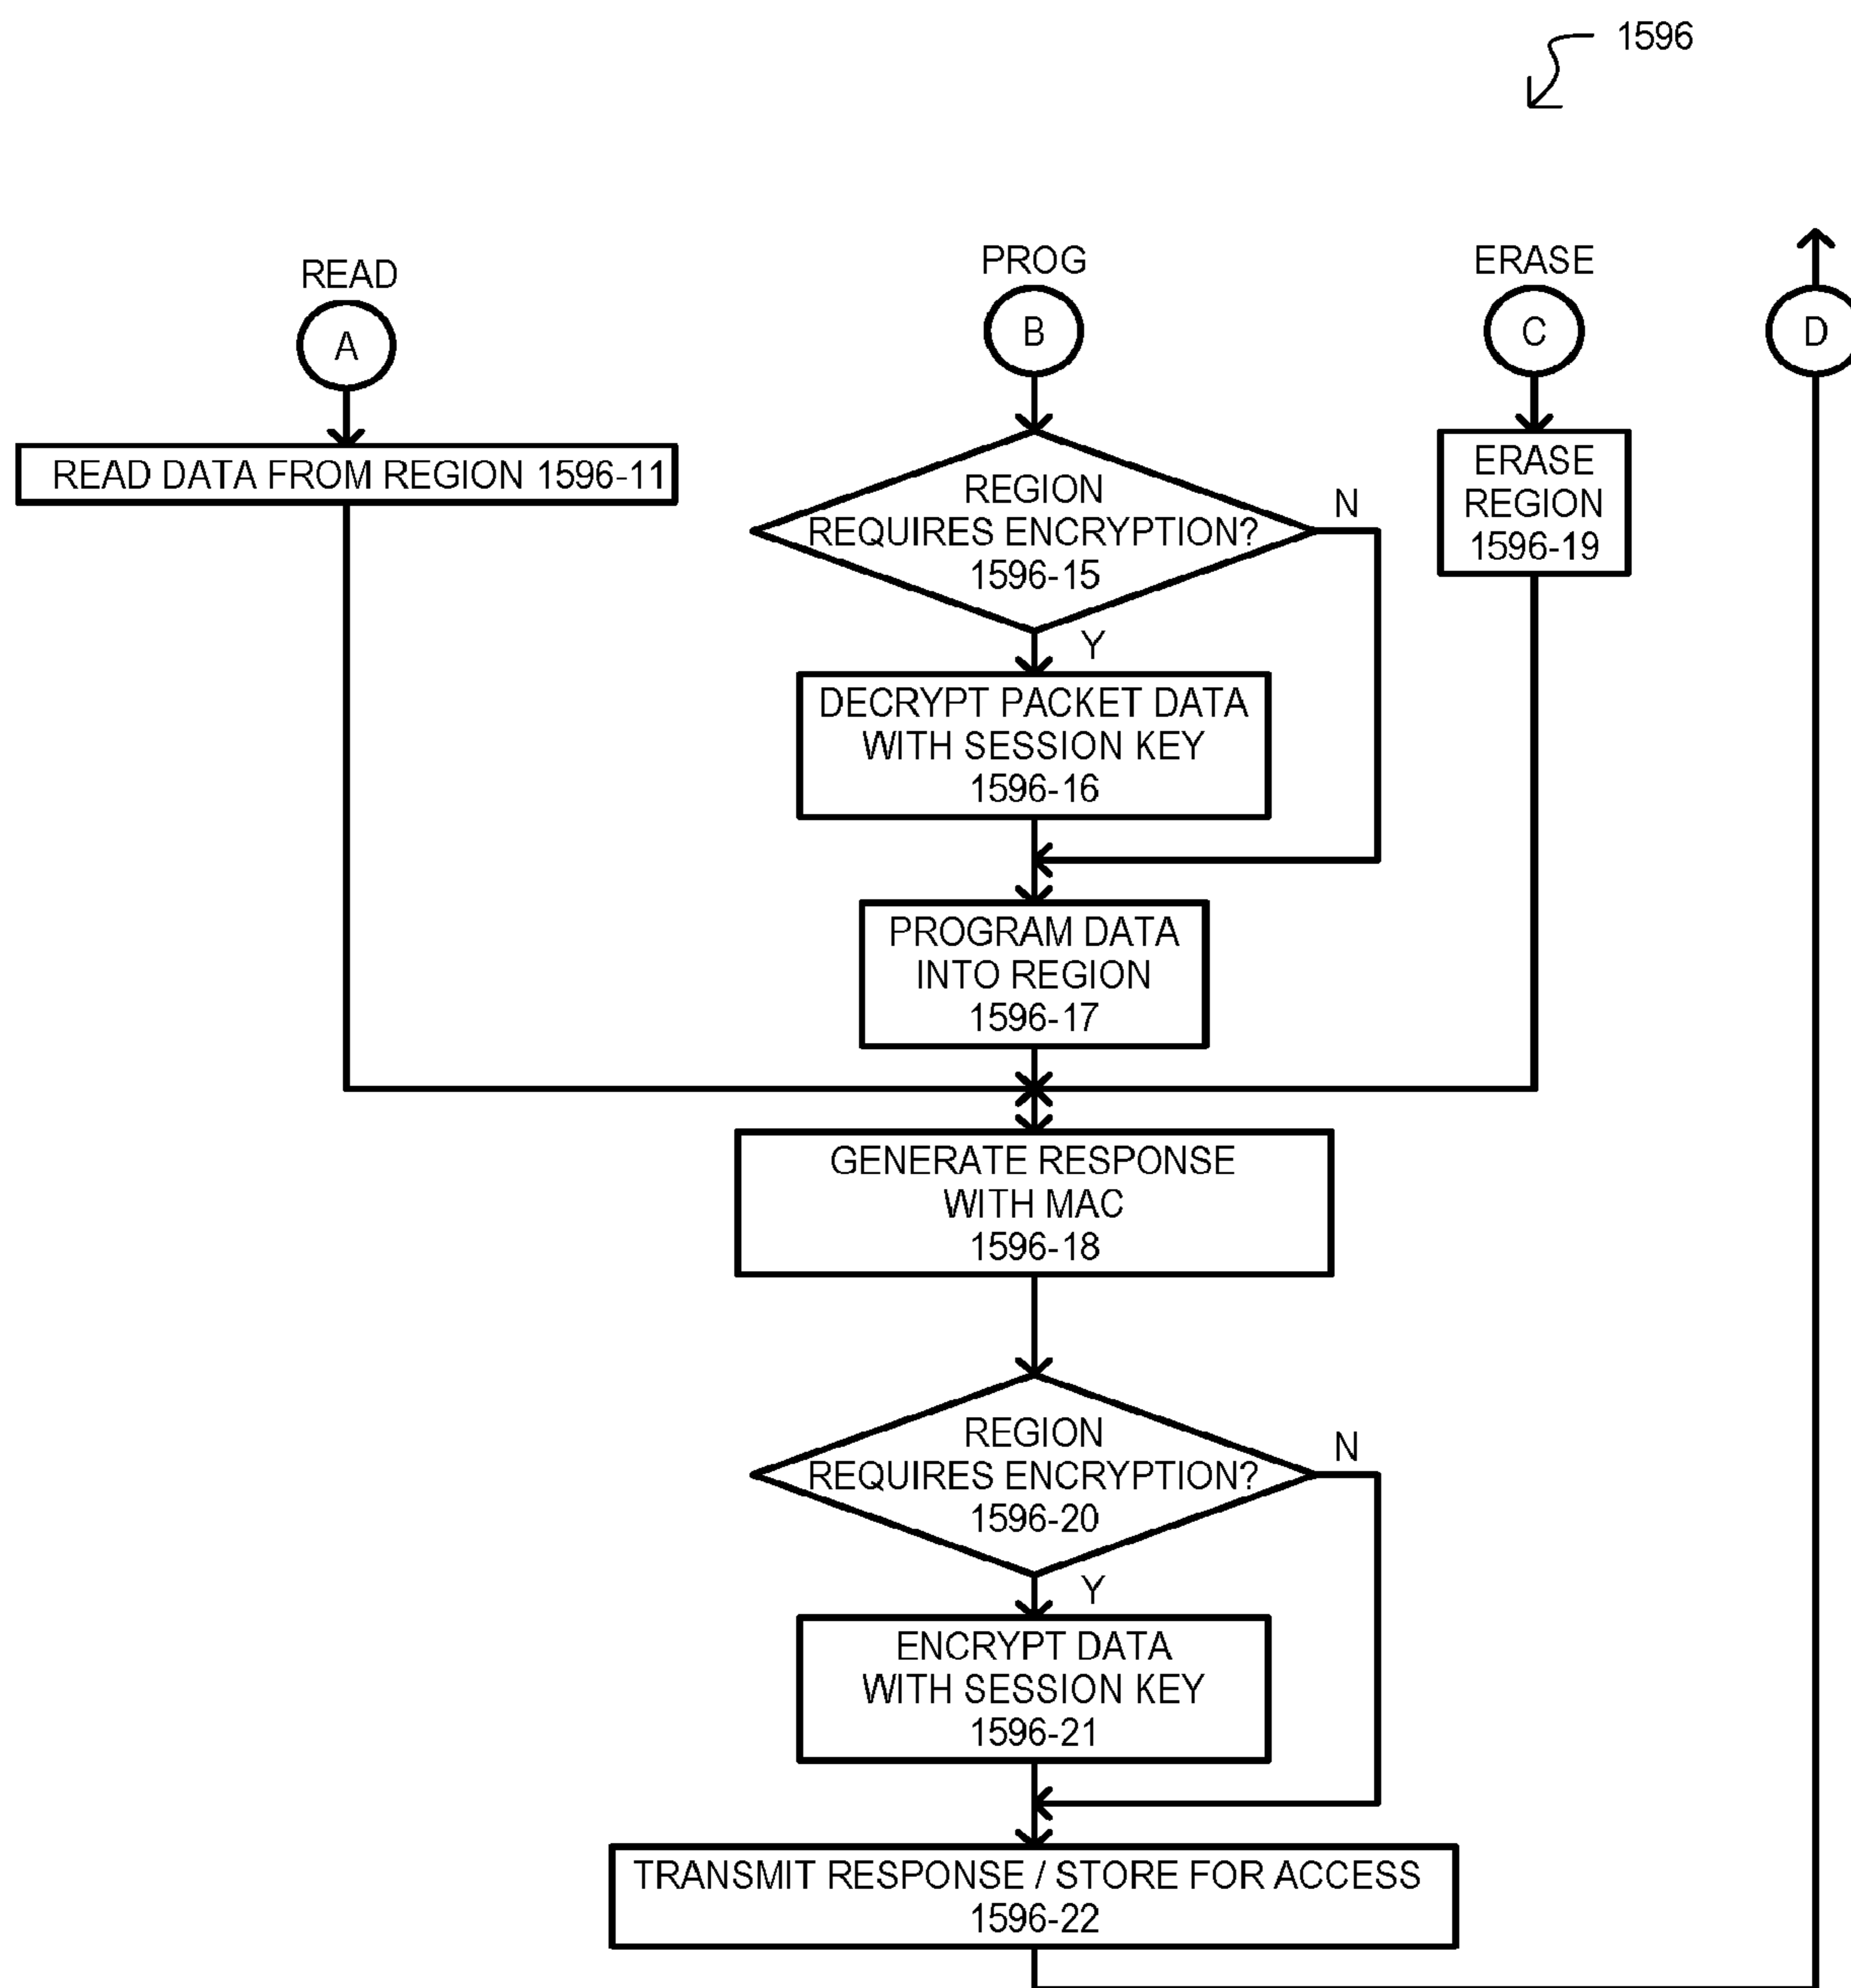 1596
READ
PROG
ERASE
A
B
C
D
READ DATA FROM REGION 1596-11
REGION
REQUIRES ENCRYPTION?
1596-15
N
Y
ERASE
REGION
1596-19
DECRYPT PACKET DATA
WITH SESSION KEY
1596-16
PROGRAM DATA
INTO REGION
1596-17
GENERATE RESPONSE
WITH MAC
1596-18
REGION
REQUIRES ENCRYPTION?
1596-20
N
Y
ENCRYPT DATA
WITH SESSION KEY
1596-21
TRANSMIT RESPONSE / STORE FOR ACCESS
1596-22